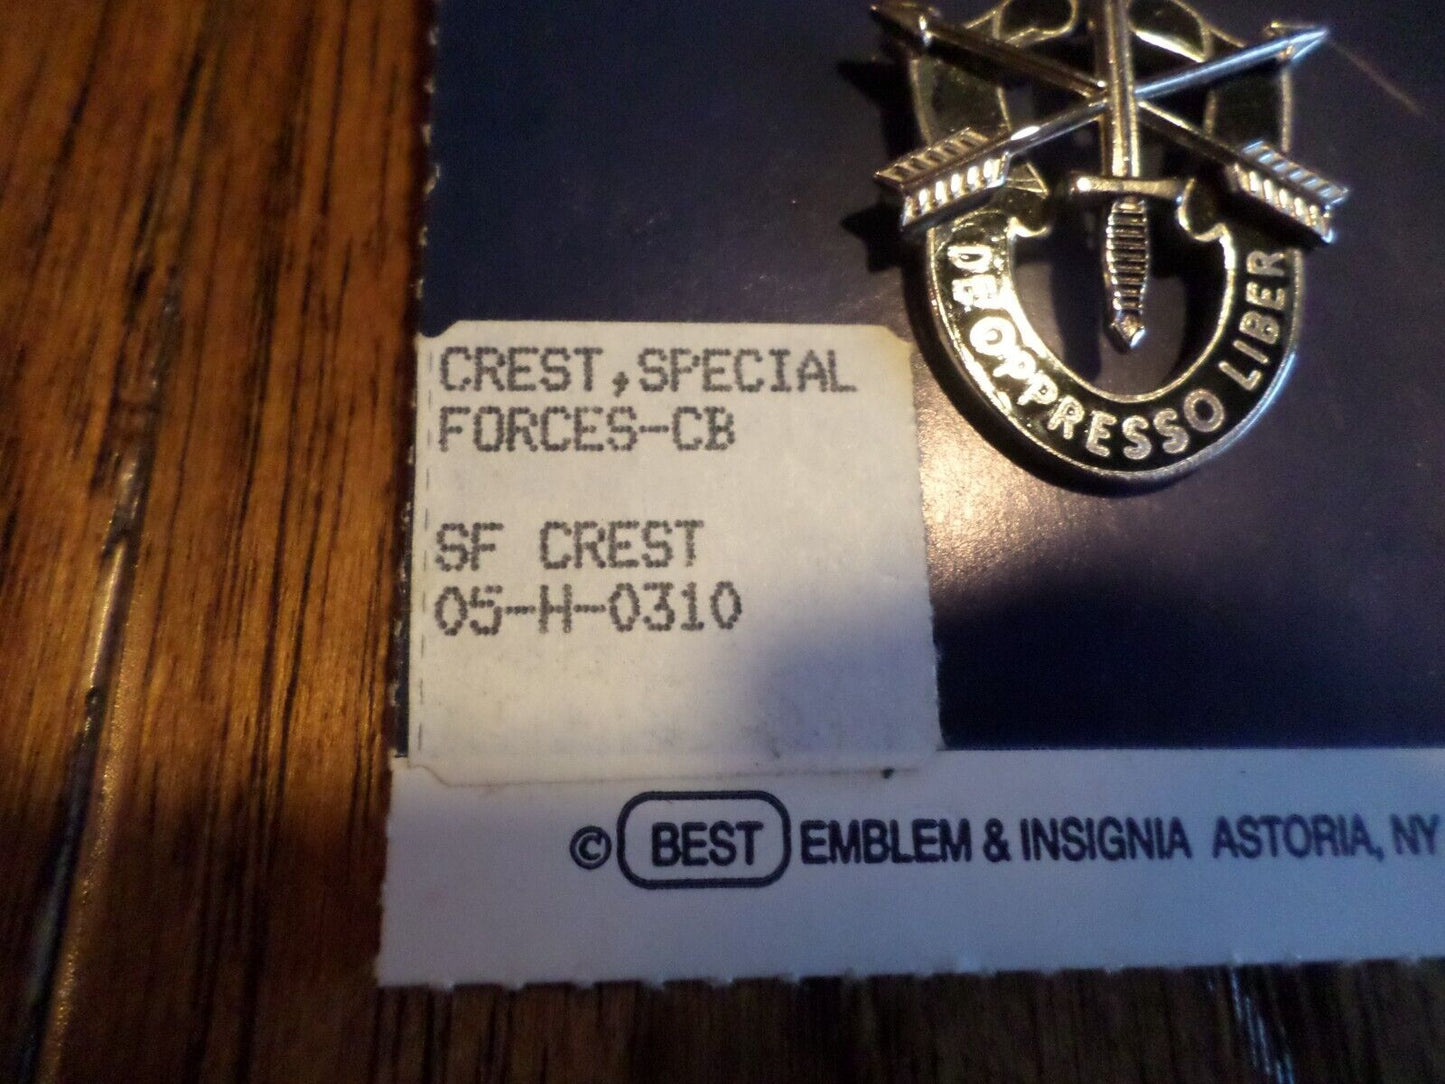 DE OPPRESSO LIBER
CREST, SPECIAL
FORCES-CB
SF CREST
05-H-0310
© BEST EMBLEM & INSIGNIA ASTORIA, NY